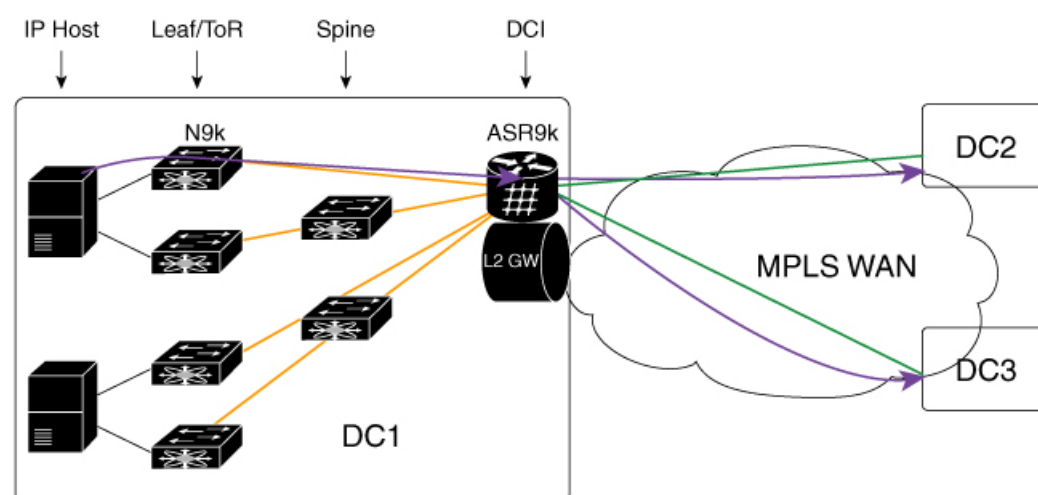 IP Host
Leaf/ToR
Spine
DCI
N9k
ASR9k
DC2
L2 GW
MPLS WAN
DC3
DC1